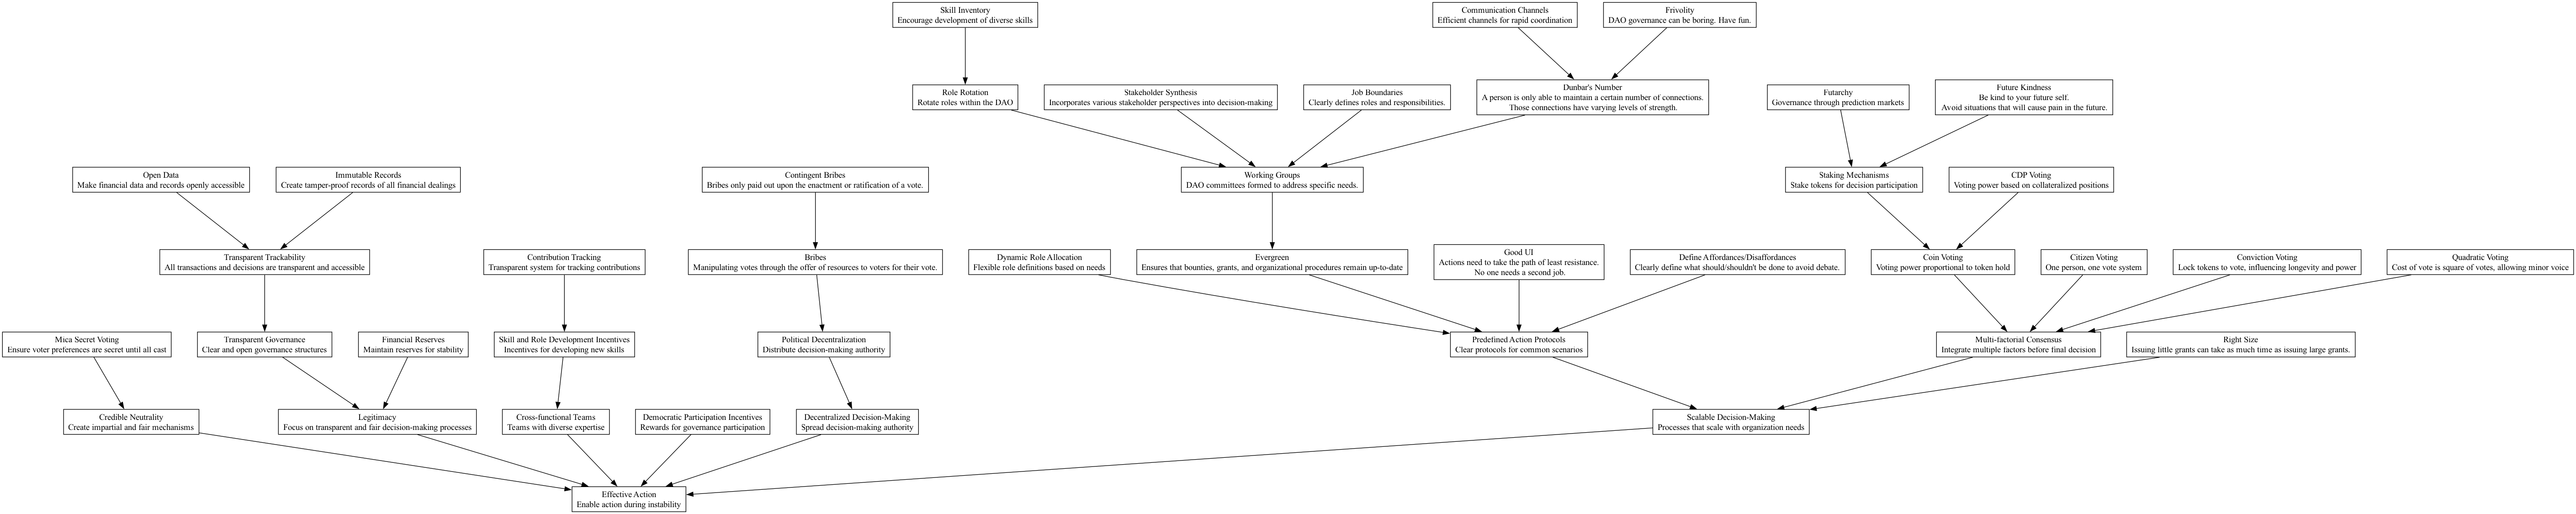 Skill Inventory
Encourage development of diverse skills
Communication Channels
Efficient channels for rapid coordination
Frivolity
DAO governance can be boring. Have fun.
Role Rotation
Rotate roles within the DAO
Stakeholder Synthesis
Incorporates various stakeholder perspectives into decision-making
Job Boundaries
Clearly defines roles and responsibilities.
Dunbar's Number
A person is only able to maintain a certain number of connections.
Those connections have varying levels of strength.
Futarchy
Governance through prediction markets
Future Kindness
Be kind to your future self.
Avoid situations that will cause pain in the future.
Open Data
Make financial data and records openly accessible
Immutable Records
Create tamper-proof records of all financial dealings
Contingent Bribes
Bribes only paid out upon the enactment or ratification of a vote.
Working Groups
DAO committees formed to address specific needs.
Staking Mechanisms
Stake tokens for decision participation
CDP Voting
Voting power based on collateralized positions
Transparent Trackability
All transactions and decisions are transparent and accessible
Contribution Tracking
Transparent system for tracking contributions
Bribes
Manipulating votes through the offer of resources to voters for their vote.
Dynamic Role Allocation
Flexible role definitions based on needs
Evergreen
Ensures that bounties, grants, and organizational procedures remain up-to-date
Good UI
Actions need to take the path of least resistance.
No one needs a second job.
Define Affordances/Disaffordances
Clearly define what should/shouldn't be done to avoid debate.
Coin Voting
Voting power proportional to token hold
Citizen Voting
One person, one vote system
Conviction Voting
Lock tokens to vote, influencing longevity and power
Quadratic Voting
Cost of vote is square of votes, allowing minor voice
Mica Secret Voting
Ensure voter preferences are secret until all cast
Transparent Governance
Clear and open governance structures
Financial Reserves
Maintain reserves for stability
Skill and Role Development Incentives
Incentives for developing new skills
Political Decentralization
Distribute decision-making authority
Predefined Action Protocols
Clear protocols for common scenarios
Multi-factorial Consensus
Integrate multiple factors before final decision
Right Size
Issuing little grants can take as much time as issuing large grants.
Credible Neutrality
Create impartial and fair mechanisms
Legitimacy
Focus on transparent and fair decision-making processes
Cross-functional Teams
Teams with diverse expertise
Democratic Participation Incentives
Rewards for governance participation
Decentralized Decision-Making
Spread decision-making authority
Scalable Decision-Making
Processes that scale with organization needs
Effective Action
Enable action during instability